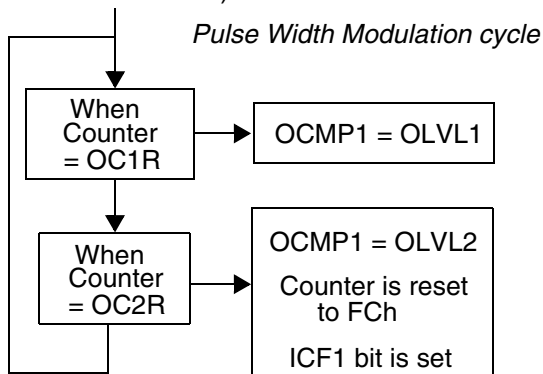 Pulse Width Modulation cycle
When
Counter
= OC1R
OCMP1 = OLVL1
When
Counter
= OC2R
OCMP1 = OLVL2
Counter is reset
to FCh
ICF1 bit is set